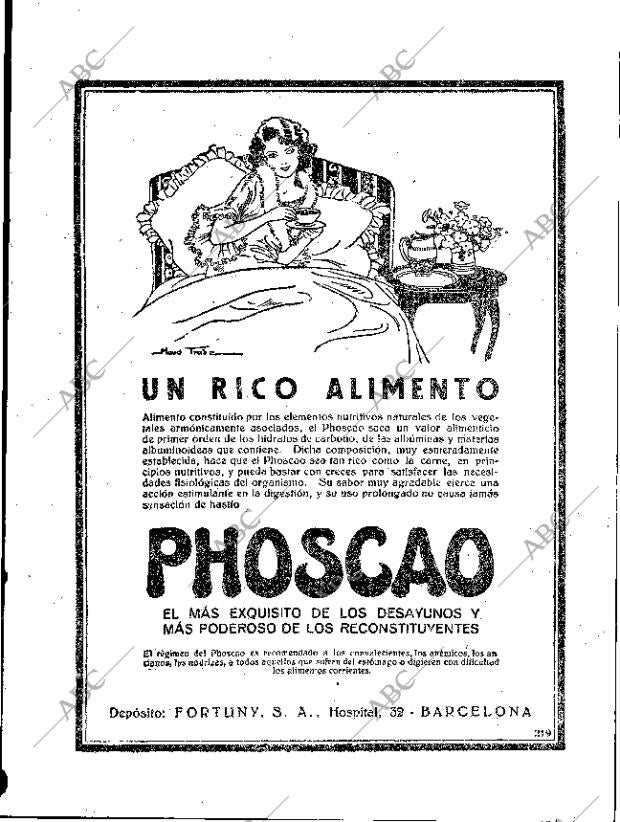 UN RICO ALIMENTO
Alimento constituído por los elementos nutritivos naturales de los vege-
tales armónicamente asociados, el Phoscao saca un valor alimenticio
de primer órden de los hidratos de carbono, de las albúminas y materias
albuminoideas que contiene. Dicha composición, muy esmeradamente
establecida, hace que el Phoscao sea tan rico como la carne, en prin-
cipios nutritivos, y pueda bastar con creces para satisfacer las necesi-
dades fisiológicas del organismo. Su sabor muy agradable ejerce una
acción estimulante en la digestión, y su uso prolongado no causa jamás
sensación de hastío
PHOSCAO
EL MÁS EXQUISITO DE LOS DESAYUNOS Y
MÁS PODEROSO DE LOS RECONSTITUYENTES
El régimen del Phoscao es recomendado a los convalecientes, los anémicos, los an
cianos, las nodrizas, a todos aquellos que sufren del estómago o digieren con dificultad
los alimentos corrientes.
Depósito: FORTUNY, S. A., Hospital, 32 - BARCELONA
219